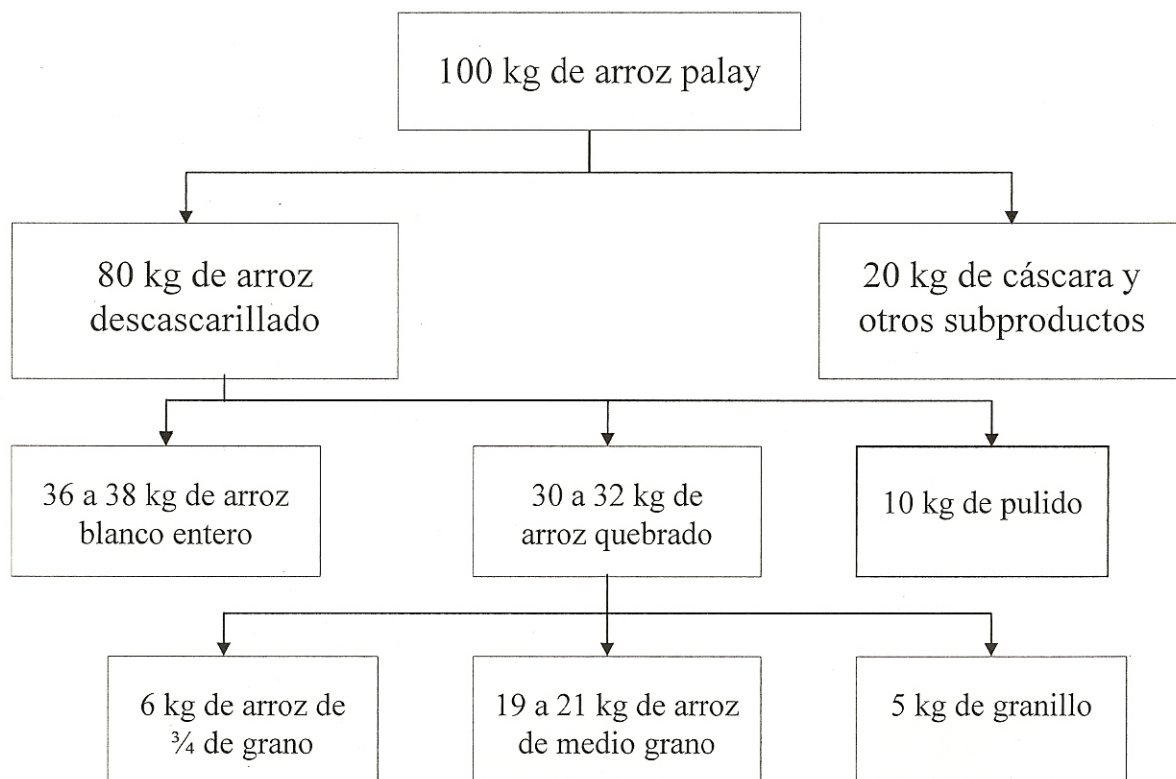 100 kg de arroz palay
80 kg de arroz
descascarillado
20 kg de cáscara y
otros subproductos
36 a 38 kg de arroz
blanco entero
30 a 32 kg de
arroz quebrado
10 kg de pulido
6 kg de arroz de
¾ de grano
19 a 21 kg de arroz
de medio grano
5 kg de granillo